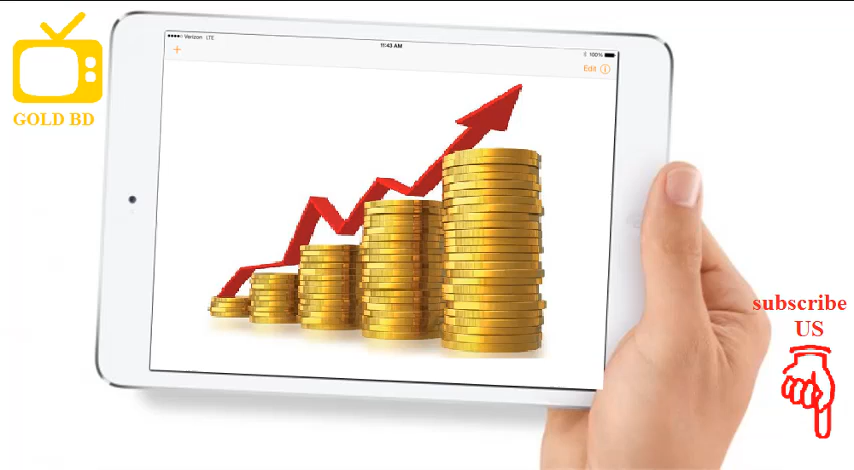 Verizon LTE
11:43 AM
100%
Edit
GOLD BD
subscribe
US